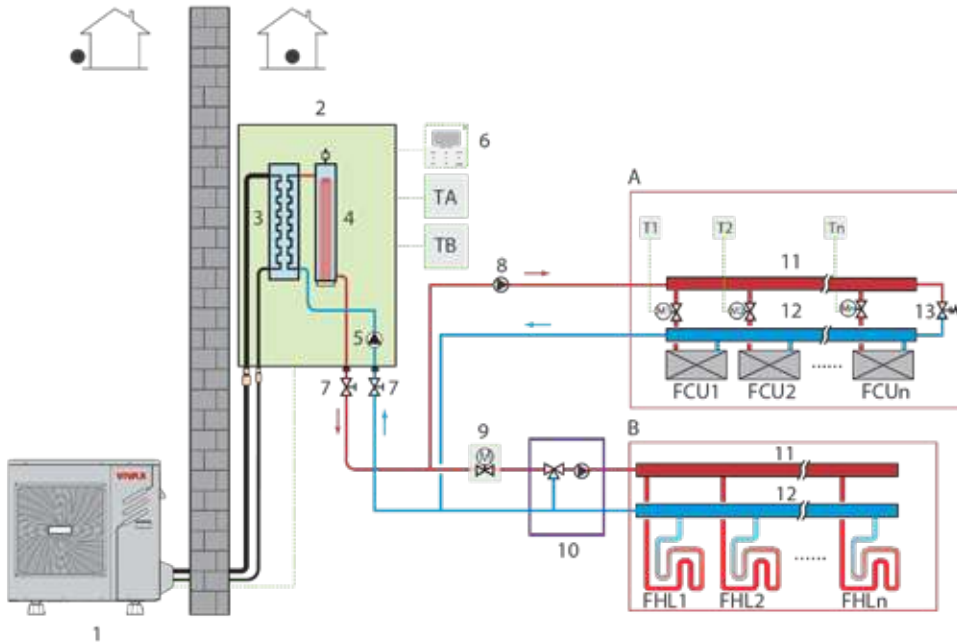 2
6
3
4
TA
TB
5
7
7
A
T1
T2
Tn
8
11
M
M
12
13
FCU1
FCU2
......
FCUn
9
M
10
B
11
12
FHL1
FHL2
......
FHLn
VIVAX
1